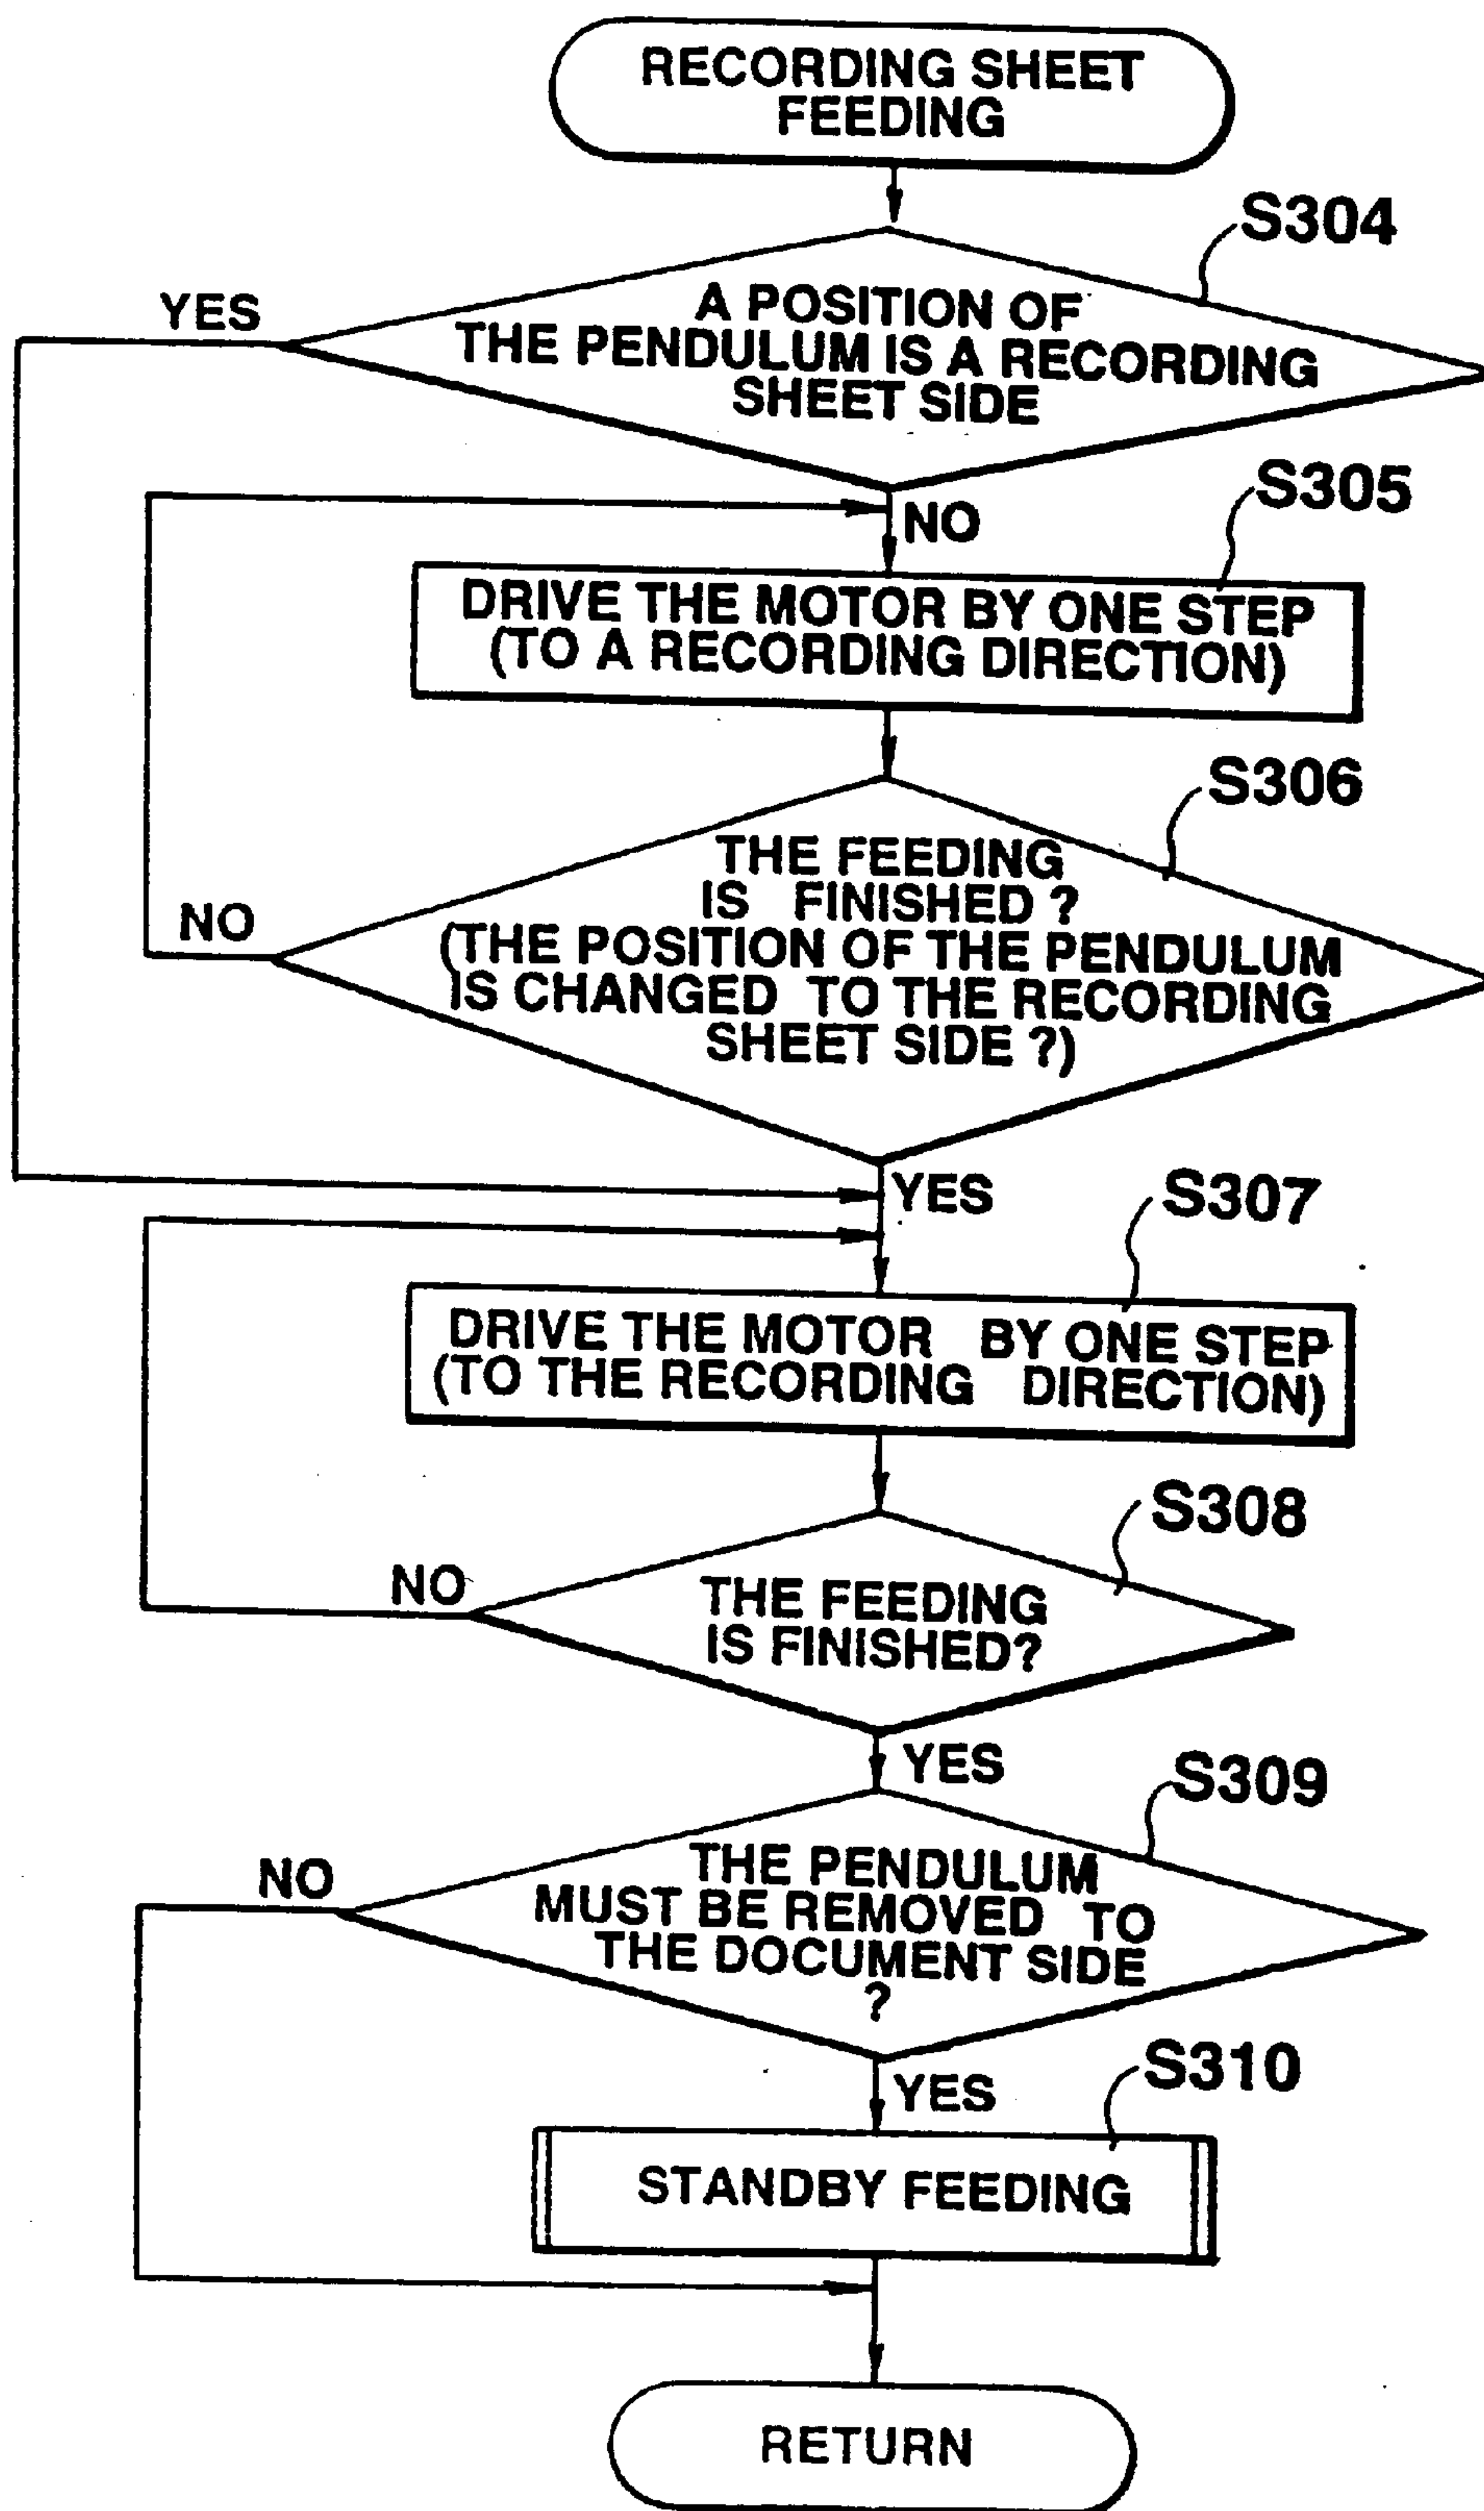 RECORDING SHEET
FEEDING
S304
YES
A POSITION OF
THE PENDULUM IS A RECORDING
SHEET SIDE
S305
NO
DRIVE THE MOTOR BY ONE STEP
(TO A RECORDING DIRECTION)
S306
THE FEEDING
IS FINISHED ?
NO
(THE POSITION OF THE PENDULUM
IS CHANGED TO THE RECORDING
SHEET SIDE ?)
YES
S307
DRIVE THE MOTOR BY ONE STEP
(TO THE RECORDING DIRECTION)
S308
NO
THE FEEDING
IS FINISHED?
YES
S309
NO
THE PENDULUM
MUST BE REMOVED TO
THE DOCUMENT SIDE
?
S310
YES
STANDBY FEEDING
RETURN